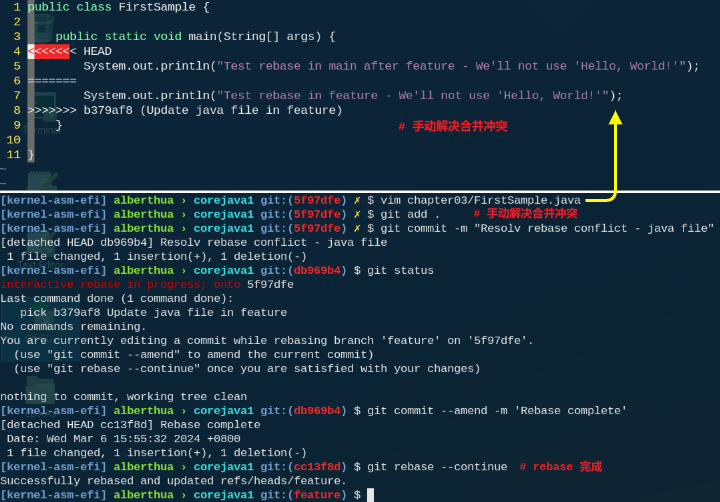 1 public class FirstSample {
2
3     public static void main(String[] args) {
4 <<<<<<< HEAD
5         System.out.println("Test rebase in main after feature - We'll not use 'Hello, World!'");
6 =======
7         System.out.println("Test rebase in feature - We'll not use 'Hello, World!'");
8 >>>>>>> b379af8 (Update java file in feature)
9     } # 手动解决合并冲突
10
11 }
~
~
[kernel-asm-efi] alberthua › corejava1 git:(5f97dfe) ✗ $ vim chapter03/FirstSample.java
[kernel-asm-efi] alberthua › corejava1 git:(5f97dfe) ✗ $ git add . # 手动解决合并冲突
[kernel-asm-efi] alberthua › corejava1 git:(5f97dfe) ✗ $ git commit -m "Resolv rebase conflict - java file"
[detached HEAD db969b4] Resolv rebase conflict - java file
 1 file changed, 1 insertion(+), 1 deletion(-)
[kernel-asm-efi] alberthua › corejava1 git:(db969b4) $ git status
interactive rebase in progress; onto 5f97dfe
Last command done (1 command done):
   pick b379af8 Update java file in feature
No commands remaining.
You are currently editing a commit while rebasing branch 'feature' on '5f97dfe'.
  (use "git commit --amend" to amend the current commit)
  (use "git rebase --continue" once you are satisfied with your changes)

nothing to commit, working tree clean
[kernel-asm-efi] alberthua › corejava1 git:(db969b4) $ git commit --amend -m 'Rebase complete'
[detached HEAD cc13f8d] Rebase complete
 Date: Wed Mar 6 15:55:32 2024 +0800
 1 file changed, 1 insertion(+), 1 deletion(-)
[kernel-asm-efi] alberthua › corejava1 git:(cc13f8d) $ git rebase --continue # rebase 完成
Successfully rebased and updated refs/heads/feature.
[kernel-asm-efi] alberthua › corejava1 git:(feature) $